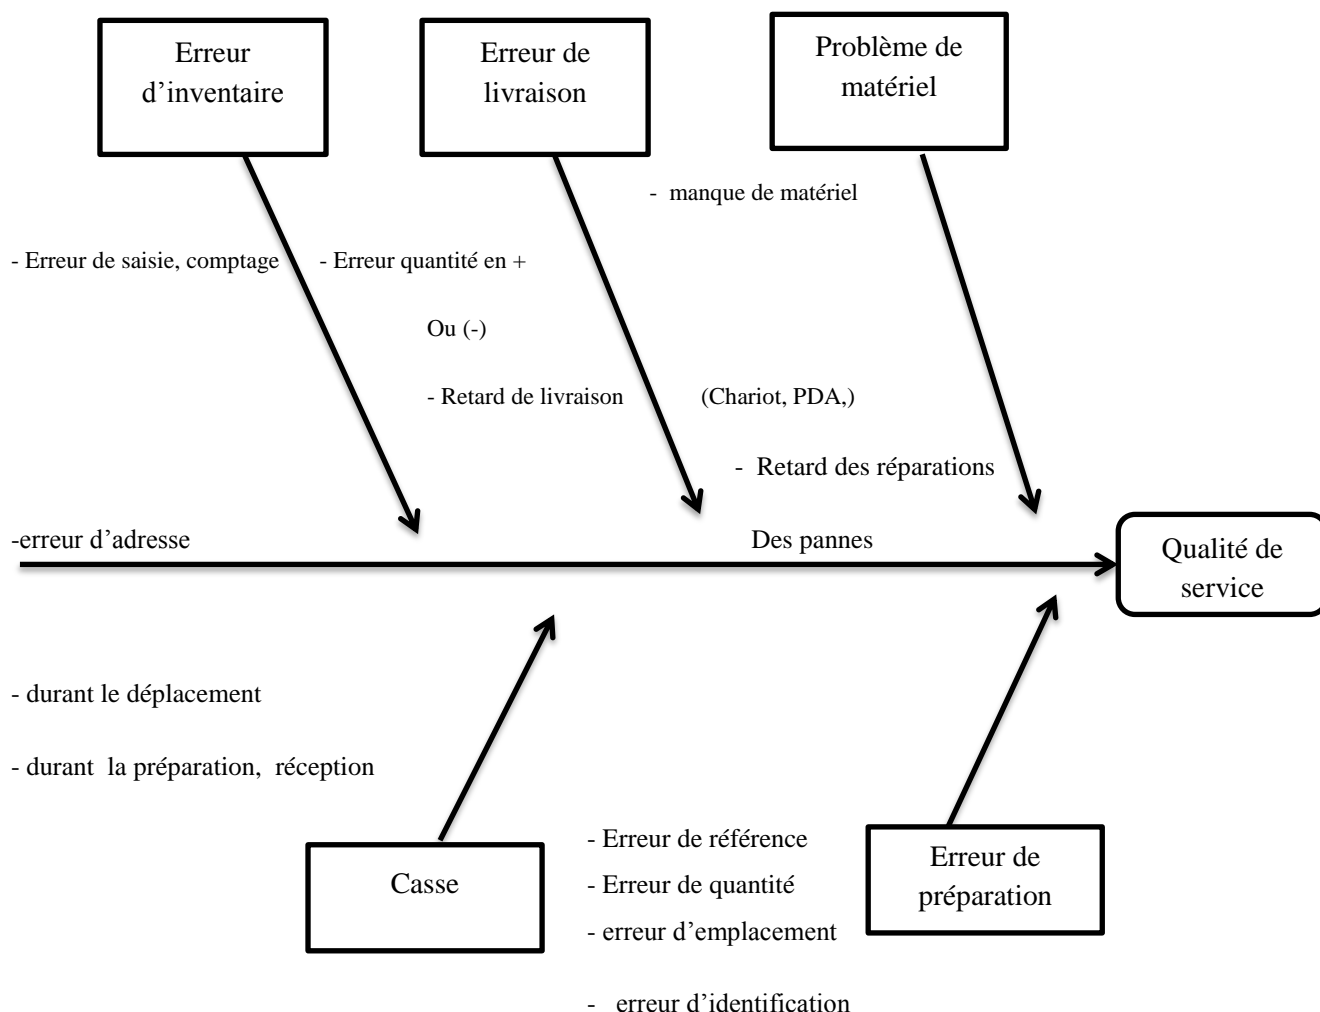 Erreur
d’inventaire
Erreur de
livraison
Problème de
matériel
- manque de matériel
- Erreur de saisie, comptage
- Erreur quantité en +
Ou (-)
- Retard de livraison
(Chariot, PDA,)
- Retard des réparations
-erreur d’adresse
Des pannes
Qualité de
service
- durant le déplacement
- durant la préparation, réception
Casse
- Erreur de référence
- Erreur de quantité
- erreur d’emplacement
- erreur d’identification
Erreur de
préparation